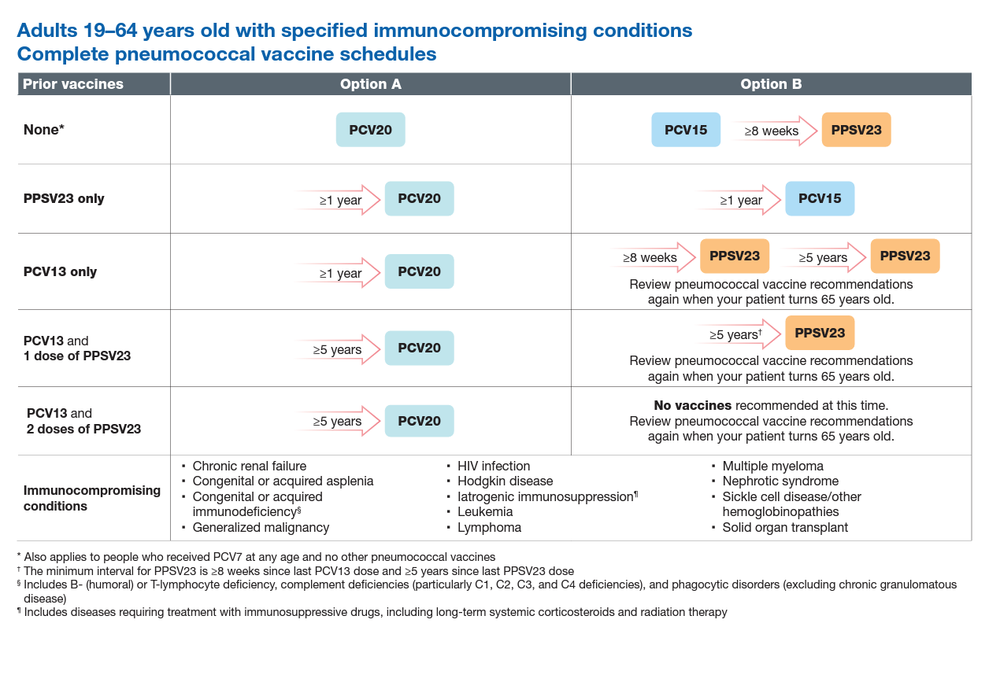 Adults 19–64 years old with specified immunocompromising conditions
Complete pneumococcal vaccine schedules
Prior vaccines
Option A
Option B
None*
PCV20
PCV15
≥8 weeks
PPSV23
PPSV23 only
≥1 year
PCV20
≥1 year
PCV15
PCV13 only
≥1 year
PCV20
≥8 weeks
PPSV23
≥5 years
PPSV23
Review pneumococcal vaccine recommendations
again when your patient turns 65 years old.
PCV13 and
1 dose of PPSV23
≥5 years
PCV20
≥5 years†
PPSV23
Review pneumococcal vaccine recommendations
again when your patient turns 65 years old.
PCV13 and
2 doses of PPSV23
≥5 years
PCV20
No vaccines recommended at this time.
Review pneumococcal vaccine recommendations
again when your patient turns 65 years old.
Immunocompromising
conditions
▪ Chronic renal failure
▪ Congenital or acquired asplenia
▪ Congenital or acquired
immunodeficiency§
▪ Generalized malignancy
▪ HIV infection
▪ Hodgkin disease
▪ Iatrogenic immunosuppression¶
▪ Leukemia
▪ Lymphoma
▪ Multiple myeloma
▪ Nephrotic syndrome
▪ Sickle cell disease/other
hemoglobinopathies
▪ Solid organ transplant
* Also applies to people who received PCV7 at any age and no other pneumococcal vaccines
† The minimum interval for PPSV23 is ≥8 weeks since last PCV13 dose and ≥5 years since last PPSV23 dose
§ Includes B- (humoral) or T-lymphocyte deficiency, complement deficiencies (particularly C1, C2, C3, and C4 deficiencies), and phagocytic disorders (excluding chronic granulomatous
disease)
¶ Includes diseases requiring treatment with immunosuppressive drugs, including long-term systemic corticosteroids and radiation therapy